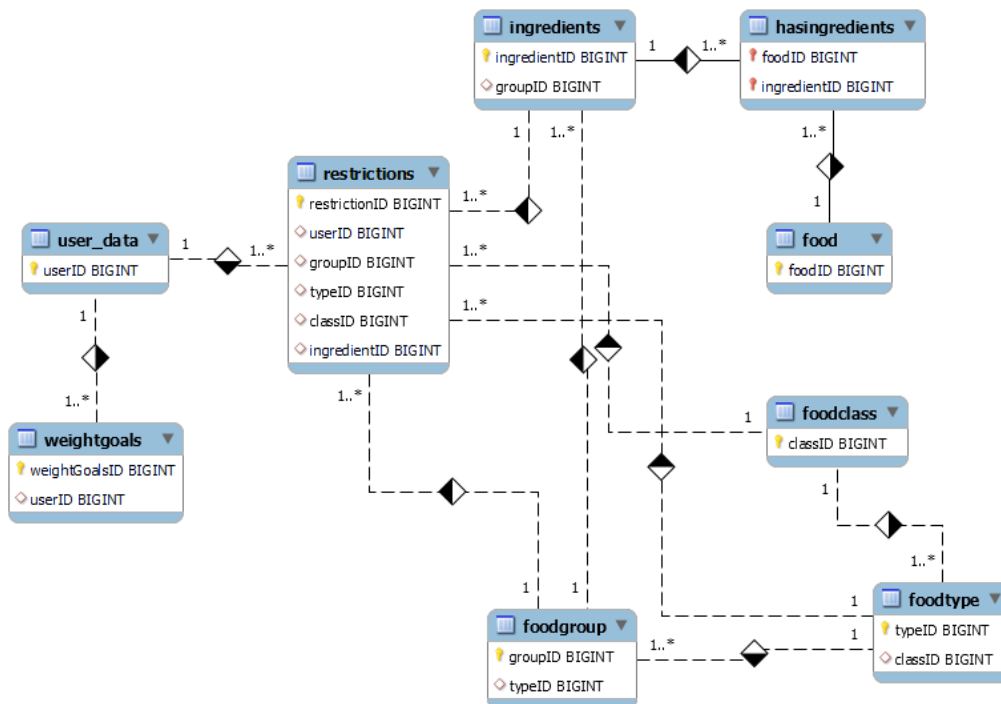 ingredients
ingredientID BIGINT
groupID BIGINT
1
1..*
hasingredients
foodID BIGINT
ingredientID BIGINT
1
1..*
1..*
restrictions
restrictionID BIGINT
userID BIGINT
groupID BIGINT
typeID BIGINT
classID BIGINT
ingredientID BIGINT
1..*
1..*
1..*
1
food
foodID BIGINT
user_data
userID BIGINT
1
1..*
1
1..*
1..*
weightgoals
weightGoalsID BIGINT
userID BIGINT
1
foodclass
classID BIGINT
1
1..*
1
1
foodgroup
groupID BIGINT
typeID BIGINT
1..*
1
1
foodtype
typeID BIGINT
classID BIGINT